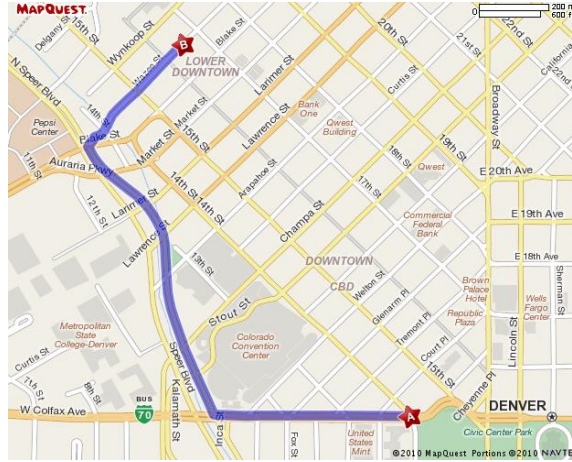 MAPQUEST.
200 m
0
600 ft
Delgany St
15th St
Wynkoop St
Blake St
B
LOWER
DOWNTOWN
Wazee St
N Speer Blvd
Larimer St
20th St
21st St
22nd St
California St
Curtis St
Broadway St
Market St
Bank
One
Pepsi
Center
14th St
Blake St
11th St
Auraria Pkwy
Market St
15th St
Lawrence St
Qwest
Building
19th St
18th St
Qwest
E 20th Ave
12th St
Larimer St
14th St
14th St
Arapahoe St
17th St
Commercial
Federal
Bank
E 19th Ave
Lawrence St
Champa St
13th St
DOWNTOWN
E 18th Ave
CBD
Welton St
Glenarm Pl
Brown
Palace
Hotel
Sherman St
Stout St
Tremont Pl
Republic
Plaza
Wells
Fargo
Center
Metropolitan
State
College-Denver
Colorado
Convention
Center
Court Pl
Lincoln St
Curtis St
7th St
8th St
Speer Blvd
Kalamath St
15th St
Cheyenne Pl
BUS
70
W Colfax Ave
Inca St
A
DENVER
Fox St
United
States
Mint
Civic Center Park
©2010 MapQuest Portions ©2010 NAVTE